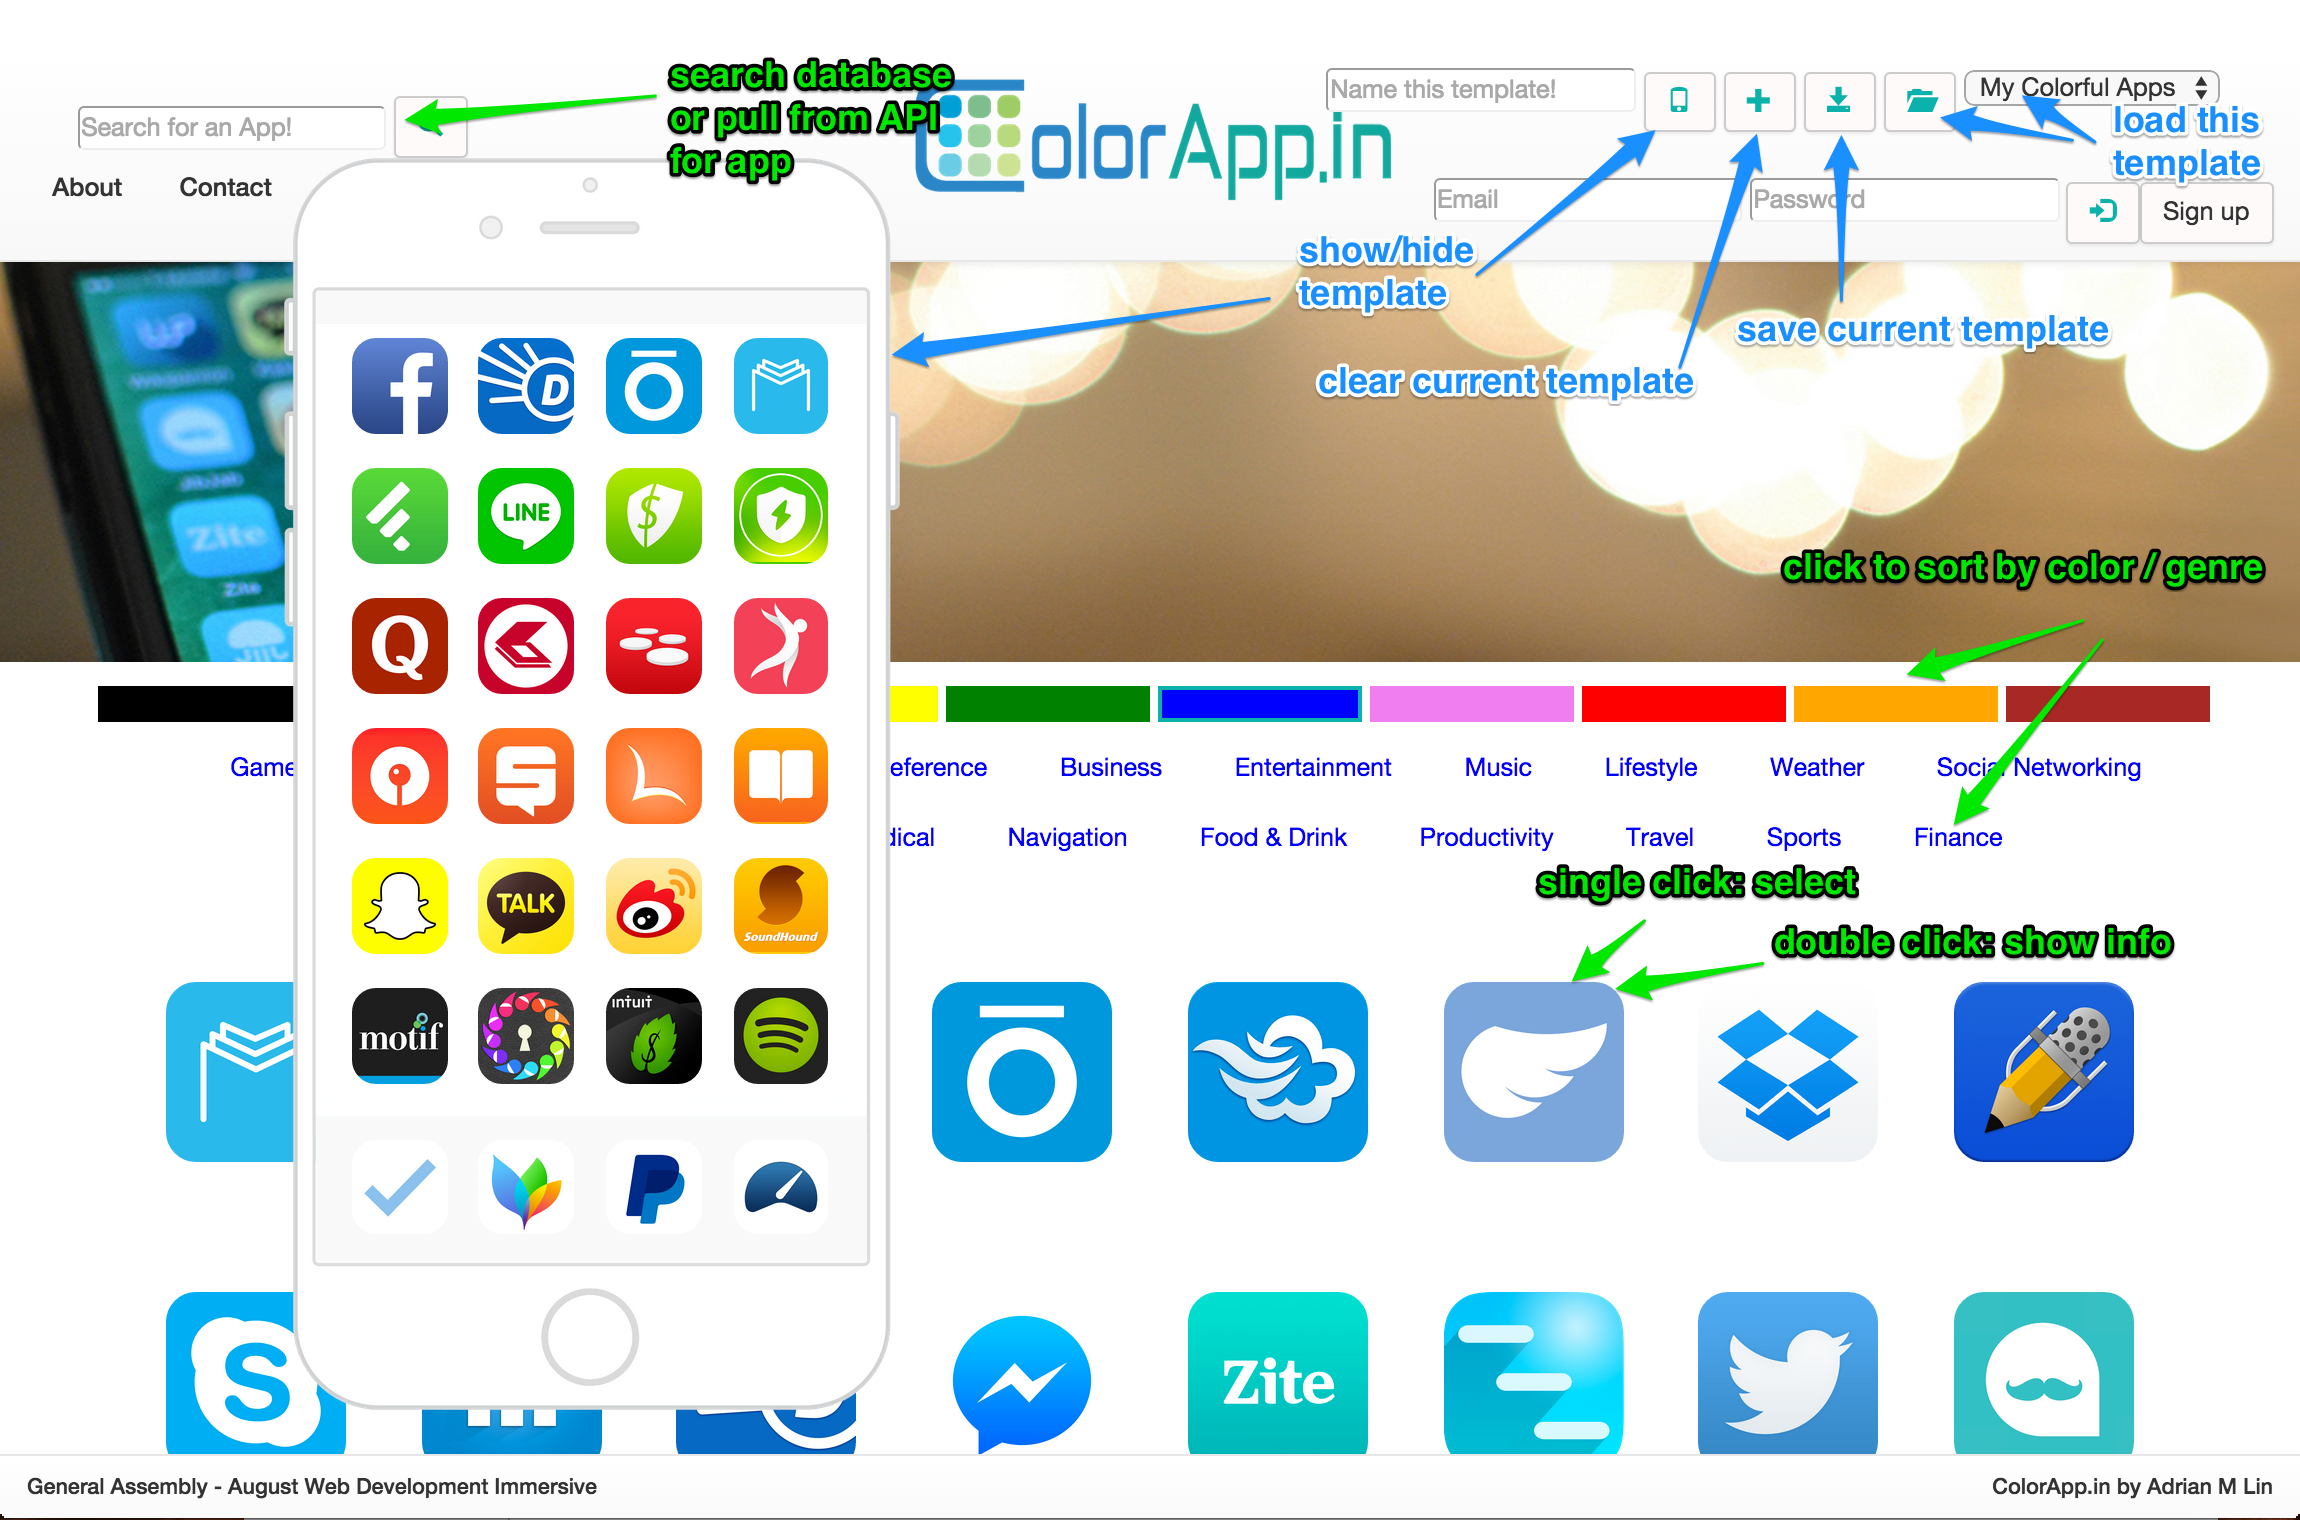 search database
or pull from API
for app
Search for an App!
About
Contact
olorApp.in
Name this template!
My Colorful Apps
load this
template
Email
Password
Sign up
show/hide
template
save current template
clear current template
Zite
Zite
D
LINE
$
click to sort by color / genre
Q
Game
eference
Business
Entertainment
Music
Lifestyle
Weather
Social Networking
dical
Navigation
Food & Drink
Productivity
Travel
Sports
Finance
single click: select
double click: show info
TALK
SoundHound
motif
intuit
$
S
Zite
General Assembly - August Web Development Immersive
ColorApp.in by Adrian M Lin